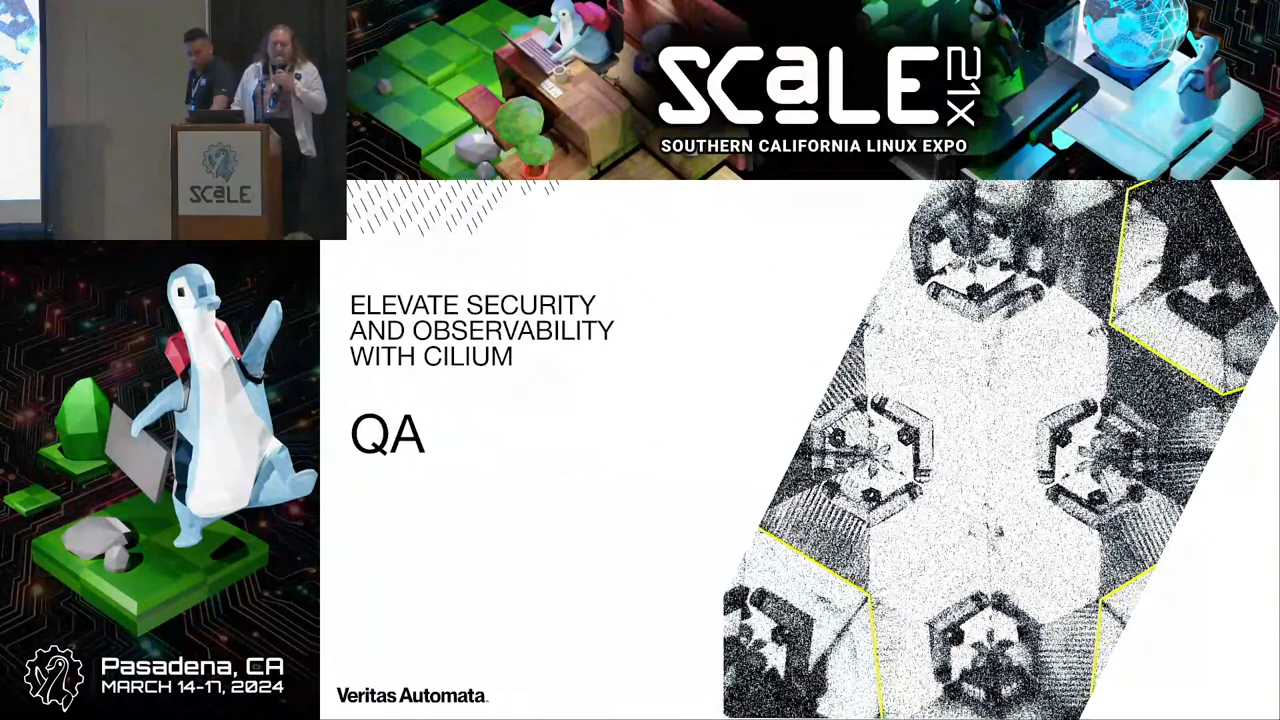 SCaLE
21X
SOUTHERN CALIFORNIA LINUX EXPO
SCaLE
ELEVATE SECURITY
AND OBSERVABILITY
WITH CILIUM
QA
Pasadena, CA
MARCH 14-17, 2024
Veritas Automata